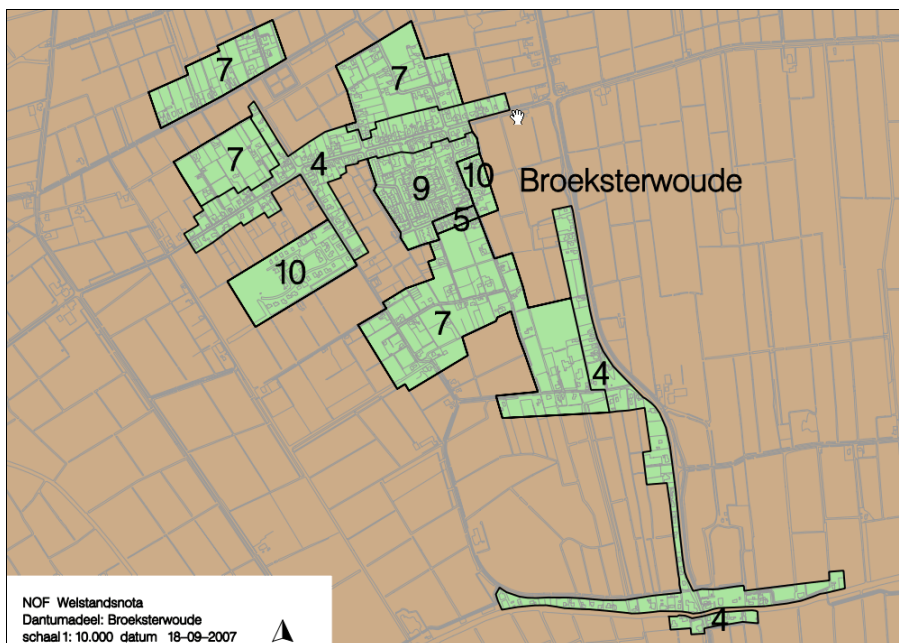 7
7
7
4
9
10
Broeksterwoude
5
10
7
4
4
NOF Welstandsnota
Dantumadeel: Broeksterwoude
schaal 1: 10.000 datum 18-09-2007